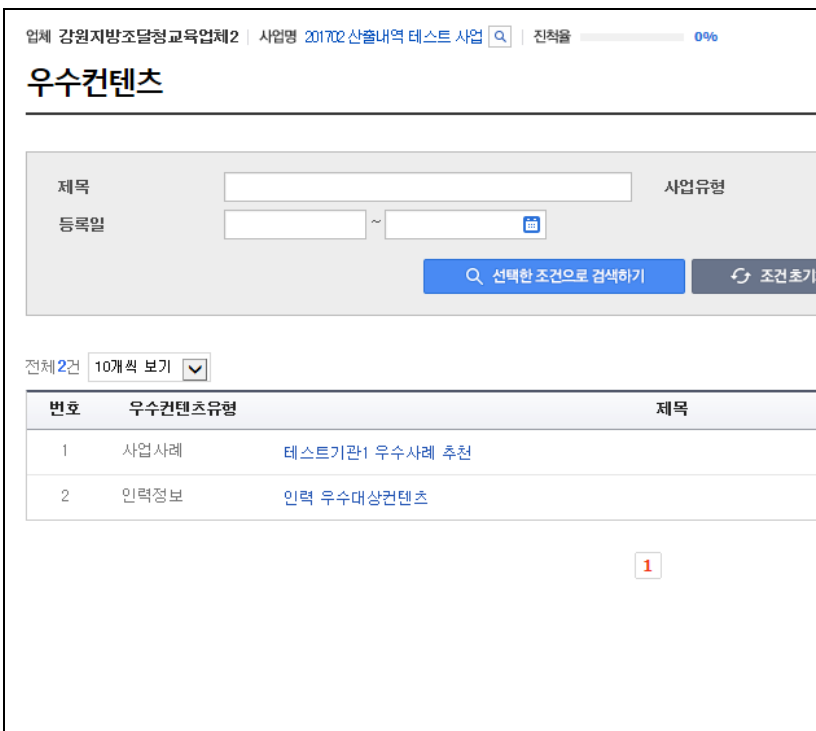 업체 강원지방조달청교육업체2 사업명 201702 산출내역 테스트 사업 진척율 0%
우수컨텐츠
제목 사업유형
등록일 ~
선택한 조건으로 검색하기 조건초기
전체2건 10개씩 보기
번호 우수컨텐츠유형 제목
1 사업사례 테스트기관1 우수사례 추천
2 인력정보 인력 우수대상컨텐츠
1